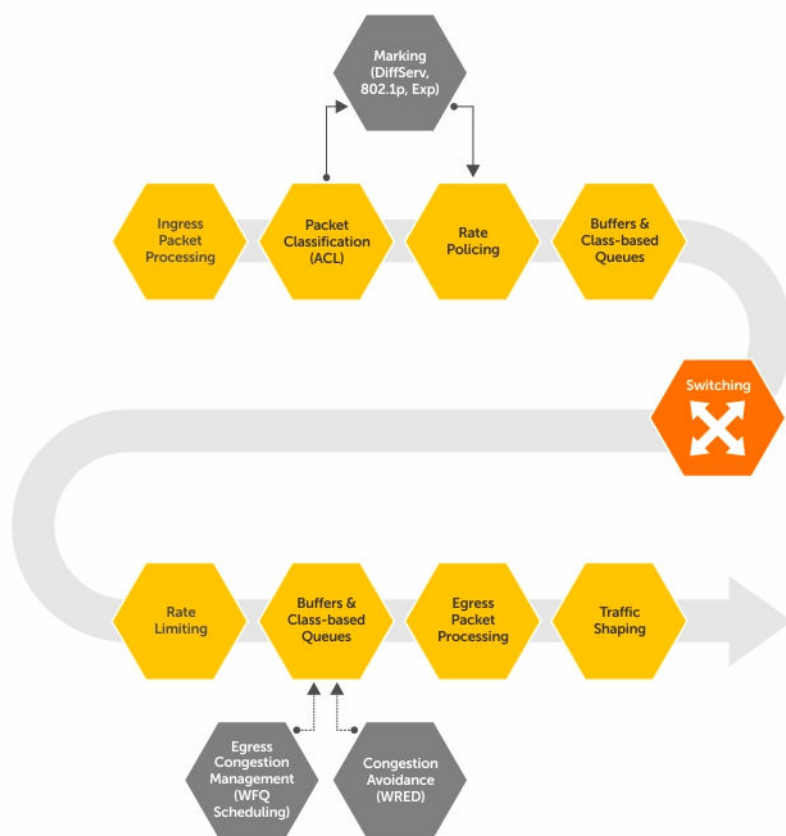 Marking
(DiffServ,
802.1p, Exp)
Ingress
Packet
Processing
Packet
Classification
(ACL)
Rate
Policing
Buffers &
Class-based
Queues
Switching
Rate
Limiting
Buffers &
Class-based
Queues
Egress
Packet
Processing
Traffic
Shaping
Egress
Congestion
Management
(WFQ
Scheduling)
Congestion
Avoidance
(WRED)